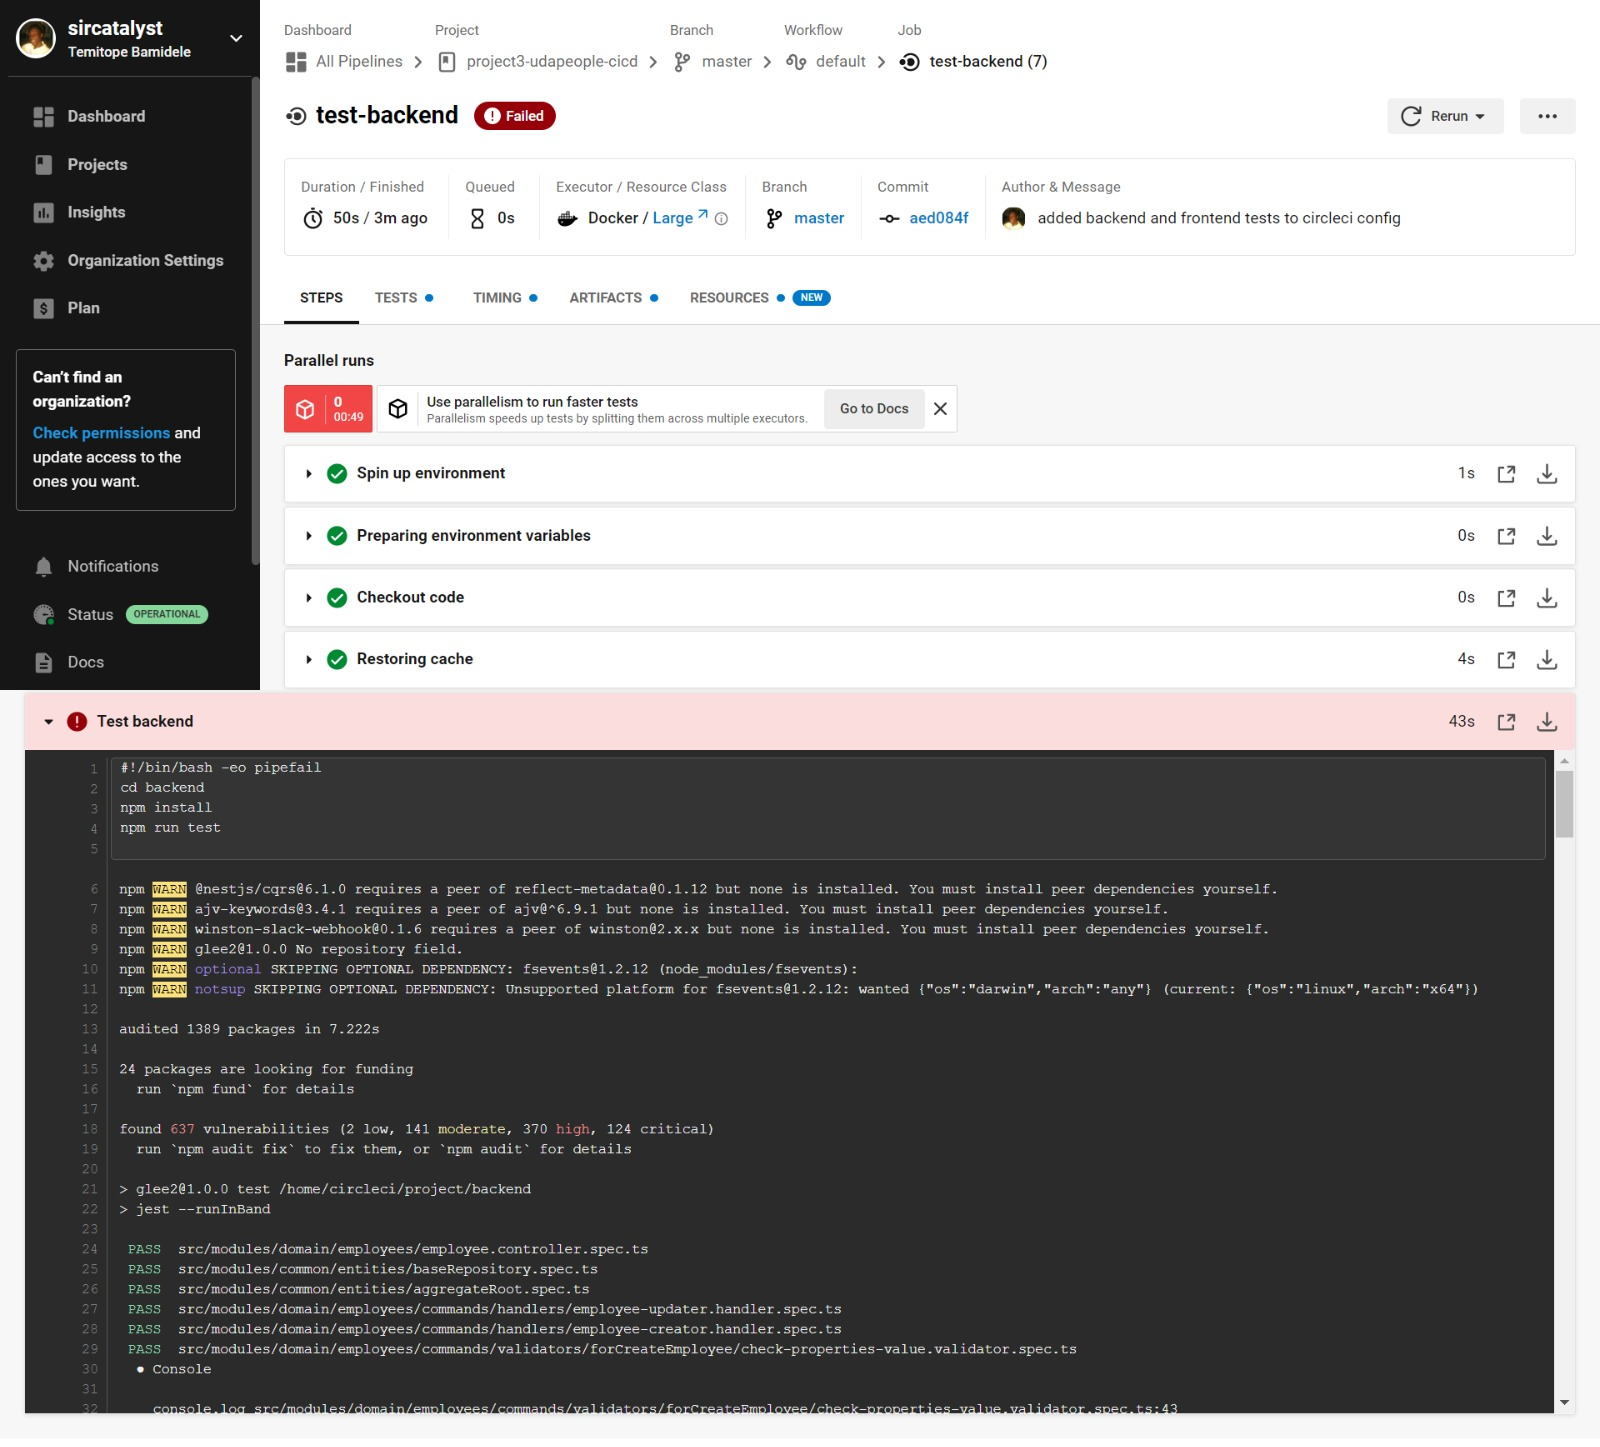 sircatalyst
Temitope Bamidele
Dashboard
Projects
Insights
Organization Settings
Plan
Can't find an
organization?
Check permissions and
update access to the
ones you want.
Notifications
Status OPERATIONAL
Docs
Dashboard Project Branch Workflow Job
All Pipelines project3-udapeople-cicd master default test-backend (7)
test-backend Failed
Rerun
Duration / Finished Queued Executor / Resource Class Branch Commit Author & Message
50s / 3m ago 0s Docker / Large master aed084f added backend and frontend tests to circleci config
STEPS TESTS TIMING ARTIFACTS RESOURCES NEW
Parallel runs
0
00:49
Use parallelism to run faster tests
Parallelism speeds up tests by splitting them across multiple executors.
Go to Docs
Spin up environment 1s
Preparing environment variables 0s
Checkout code 0s
Restoring cache 4s
Test backend 43s
1 #!/bin/bash -eo pipefail
2 cd backend
3 npm install
4 npm run test
5
6 npm WARN @nestjs/cqrs@6.1.0 requires a peer of reflect-metadata@0.1.12 but none is installed. You must install peer dependencies yourself.
7 npm WARN ajv-keywords@3.4.1 requires a peer of ajv@^6.9.1 but none is installed. You must install peer dependencies yourself.
8 npm WARN winston-slack-webhook@0.1.6 requires a peer of winston@2.x.x but none is installed. You must install peer dependencies yourself.
9 npm WARN glee2@1.0.0 No repository field.
10 npm WARN optional SKIPPING OPTIONAL DEPENDENCY: fsevents@1.2.12 (node_modules/fsevents):
11 npm WARN notsup SKIPPING OPTIONAL DEPENDENCY: Unsupported platform for fsevents@1.2.12: wanted {"os":"darwin","arch":"any"} (current: {"os":"linux","arch":"x64"})
12
13 audited 1389 packages in 7.222s
14
15 24 packages are looking for funding
16 run `npm fund` for details
17
18 found 637 vulnerabilities (2 low, 141 moderate, 370 high, 124 critical)
19 run `npm audit fix` to fix them, or `npm audit` for details
20
21 > glee2@1.0.0 test /home/circleci/project/backend
22 > jest --runInBand
23
24 PASS src/modules/domain/employees/employee.controller.spec.ts
25 PASS src/modules/common/entities/baseRepository.spec.ts
26 PASS src/modules/common/entities/aggregateRoot.spec.ts
27 PASS src/modules/domain/employees/commands/handlers/employee-updater.handler.spec.ts
28 PASS src/modules/domain/employees/commands/handlers/employee-creator.handler.spec.ts
29 PASS src/modules/domain/employees/commands/validators/forCreateEmployee/check-properties-value.validator.spec.ts
30 ● Console
31
32 console.log src/modules/domain/employees/commands/validators/forCreateEmployee/check-properties-value.validator.spec.ts:43